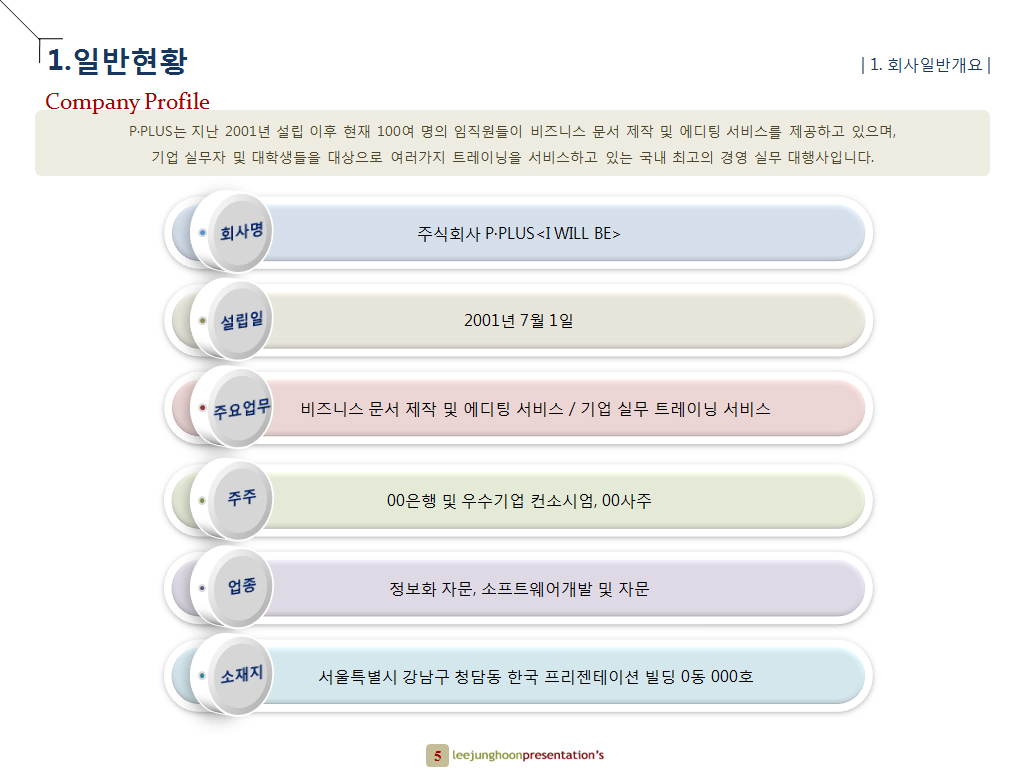 1.일반현황
| 1. 회사일반개요 |
Company Profile
P·PLUS는 지난 2001년 설립 이후 현재 100여 명의 임직원들이 비즈니스 문서 제작 및 에디팅 서비스를 제공하고 있으며,
기업 실무자 및 대학생들을 대상으로 여러가지 트레이닝을 서비스하고 있는 국내 최고의 경영 실무 대행사입니다.
회사명 주식회사 P·PLUS<I WILL BE>
설립일 2001년 7월 1일
주요업무 비즈니스 문서 제작 및 에디팅 서비스 / 기업 실무 트레이닝 서비스
주주 00은행 및 우수기업 컨소시엄, 00사주
업종 정보화 자문, 소프트웨어개발 및 자문
소재지 서울특별시 강남구 청담동 한국 프리젠테이션 빌딩 0동 000호
5 leejunghoonpresentation's